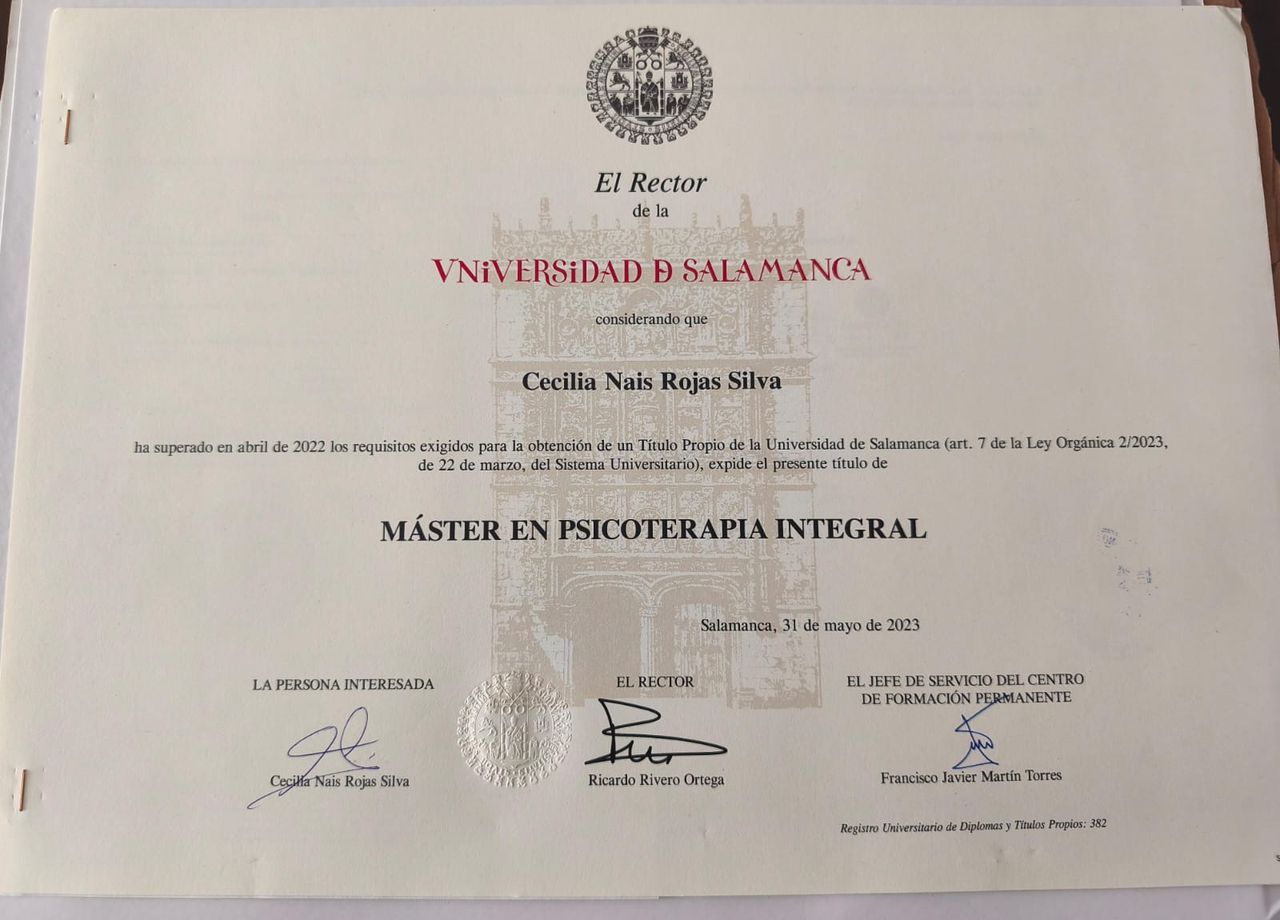 El Rector
de la
VNiVERSiDAD Ð SALAMANCA
considerando que
Cecilia Nais Rojas Silva
ha superado en abril de 2022 los requisitos exigidos para la obtención de un Título Propio de la Universidad de Salamanca (art. 7 de la Ley Orgánica 2/2023,
de 22 de marzo, del Sistema Universitario), expide el presente título de
MÁSTER EN PSICOTERAPIA INTEGRAL
Salamanca, 31 de mayo de 2023
LA PERSONA INTERESADA
Cecilia Nais Rojas Silva
EL RECTOR
Ricardo Rivero Ortega
EL JEFE DE SERVICIO DEL CENTRO
DE FORMACIÓN PERMANENTE
Francisco Javier Martín Torres
Registro Universitario de Diplomas y Títulos Propios: 382